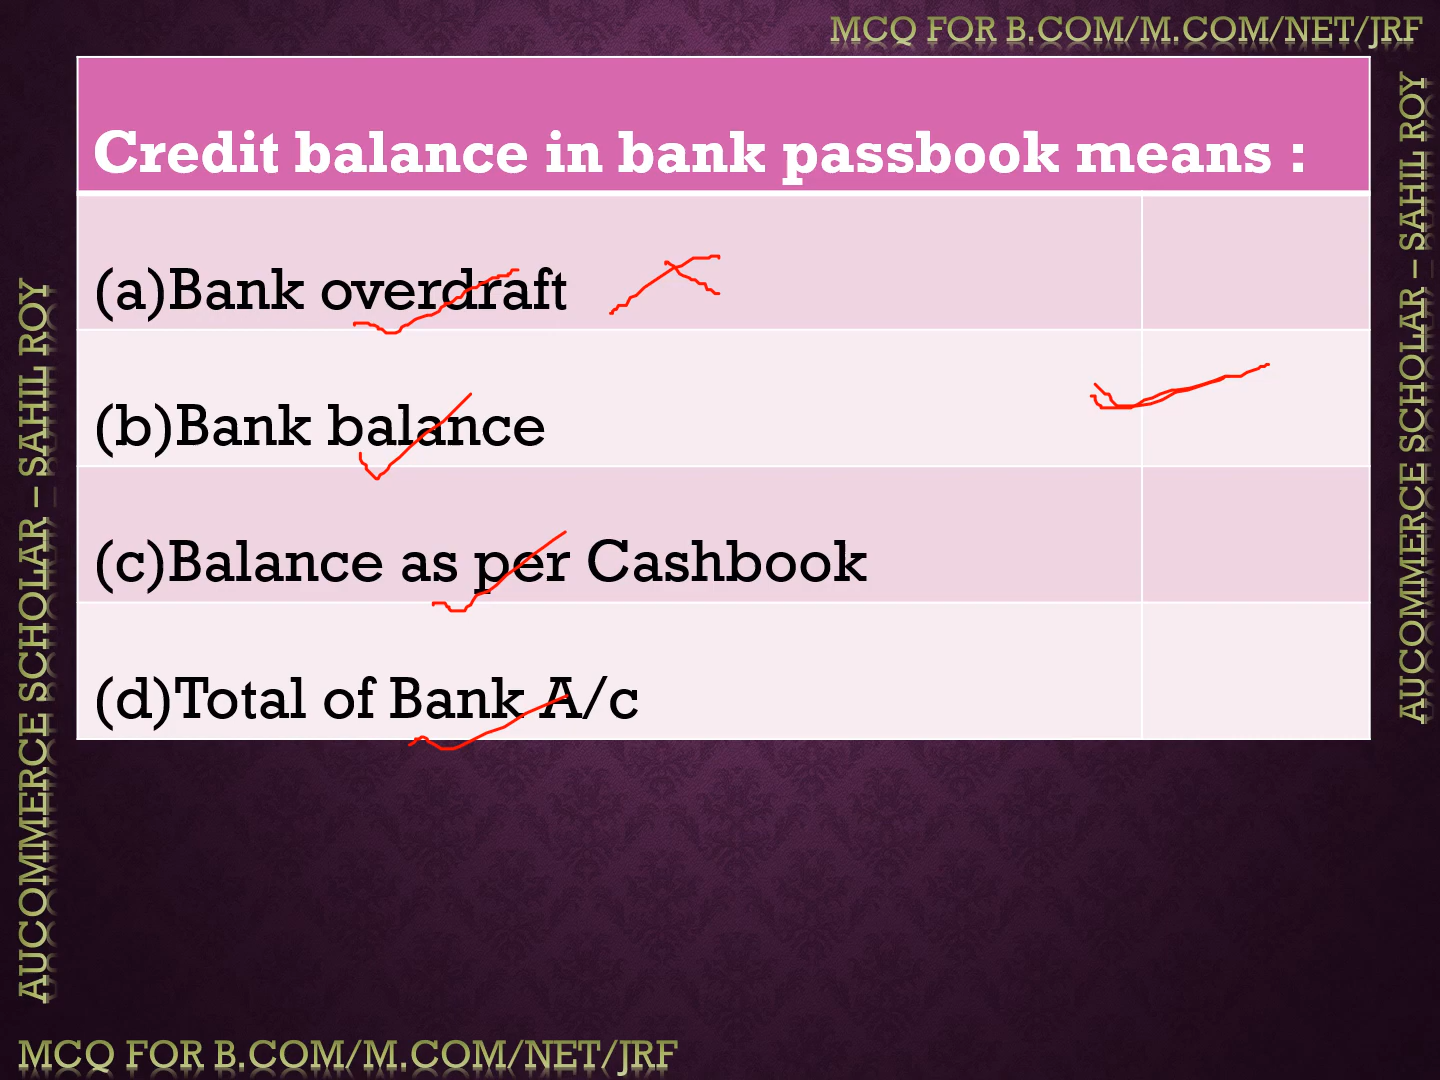 MCQ FOR B.COM/M.COM/NET/JRF
Credit balance in bank passbook means :
(a)Bank overdraft
(b)Bank balance
(c)Balance as per Cashbook
(d)Total of Bank A/c
AUCOMMERCE SCHOLAR – SAHIL ROY
AUCOMMERCE SCHOLAR – SAHIL ROY
MCQ FOR B.COM/M.COM/NET/JRF